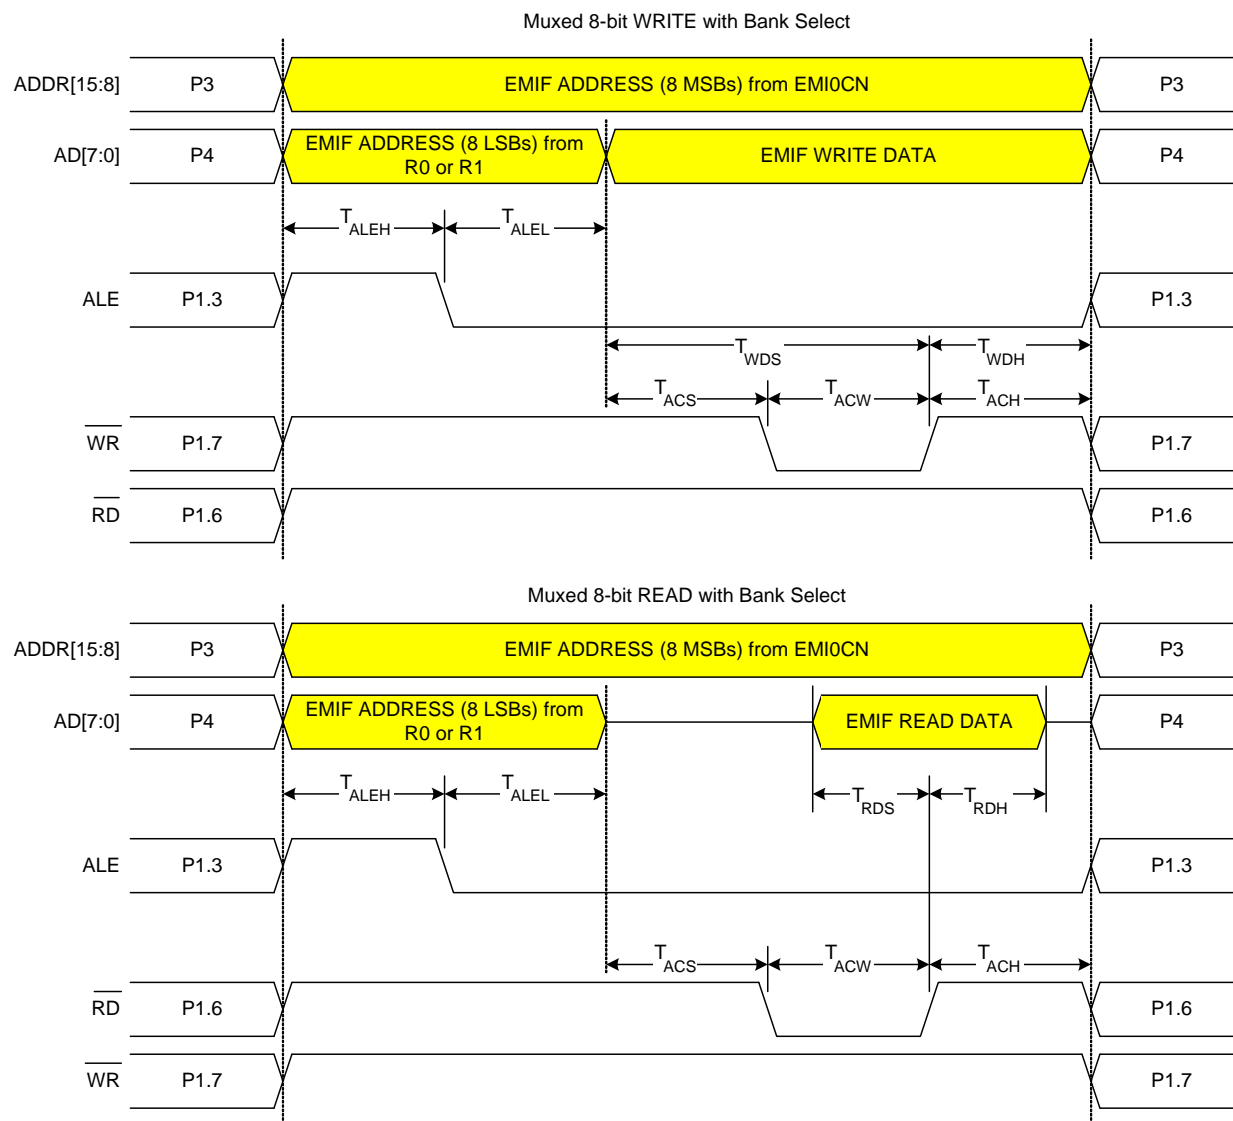 Muxed 8-bit WRITE with Bank Select
ADDR[15:8] P3 EMIF ADDRESS (8 MSBs) from EMI0CN P3
AD[7:0] P4 EMIF ADDRESS (8 LSBs) from
R0 or R1 EMIF WRITE DATA P4
TALEH TALEL
ALE P1.3 P1.3
TWDS TWDH
TACS TACW TACH
WR P1.7 P1.7
RD P1.6 P1.6
Muxed 8-bit READ with Bank Select
ADDR[15:8] P3 EMIF ADDRESS (8 MSBs) from EMI0CN P3
AD[7:0] P4 EMIF ADDRESS (8 LSBs) from
R0 or R1 EMIF READ DATA P4
TALEH TALEL TRDS TRDH
ALE P1.3 P1.3
TACS TACW TACH
RD P1.6 P1.6
WR P1.7 P1.7